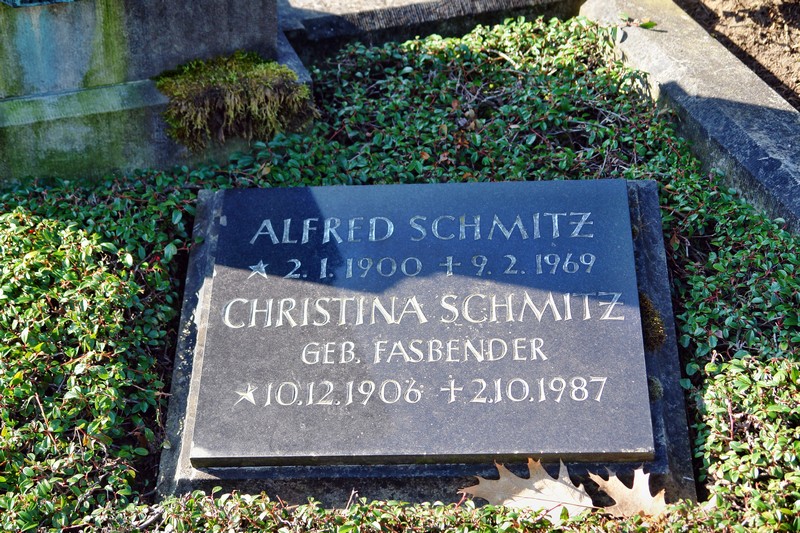 ALFRED SCHMITZ
★ 2.1.1900 ✝ 9.2.1969
CHRISTINA SCHMITZ
GEB. FASBENDER
★ 10.12.1906 ✝ 2.10.1987